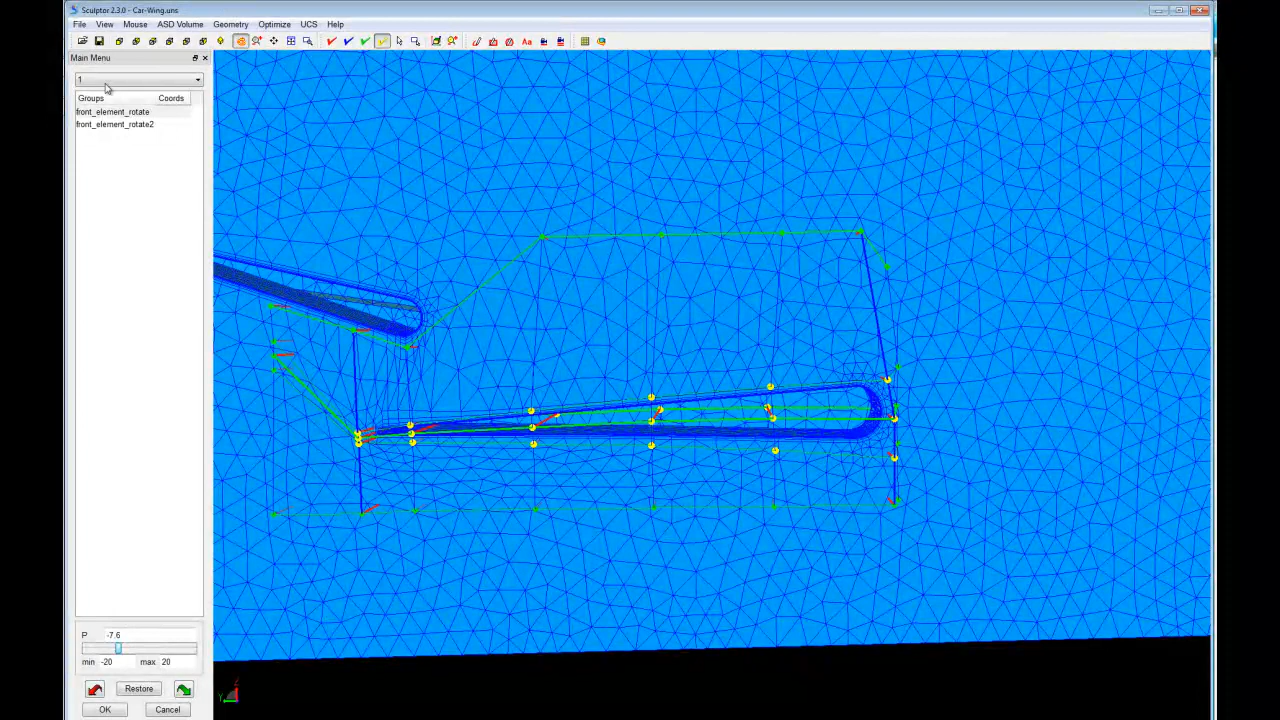 Sculptor 2.3.0 - Car-Wing.uns
File View Mouse ASD Volume Geometry Optimize UCS Help
Aa
Main Menu
1
Groups Coords
front_element_rotate
front_element_rotate2
P -7.6
min -20 max 20
Restore
OK Cancel
Z
Y